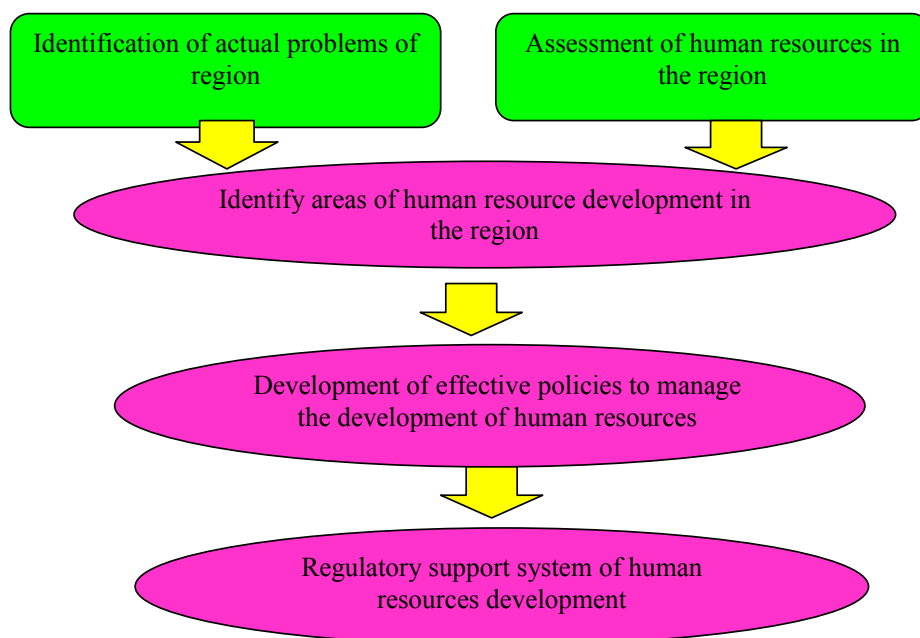 Identification of actual problems of
region
Assessment of human resources in
the region
Identify areas of human resource development in
the region
Development of effective policies to manage
the development of human resources
Regulatory support system of human
resources development